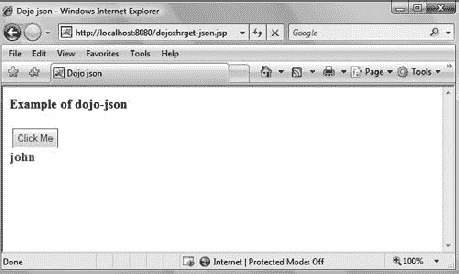 Dojo json - Windows Internet Explorer
http://localhost:8080/dojoxhrget-json.jsp
Google
File Edit View Favorites Tools Help
Dojo json
Page Tools
Example of dojo-json
Click Me
john
Done
Internet | Protected Mode: Off
100%